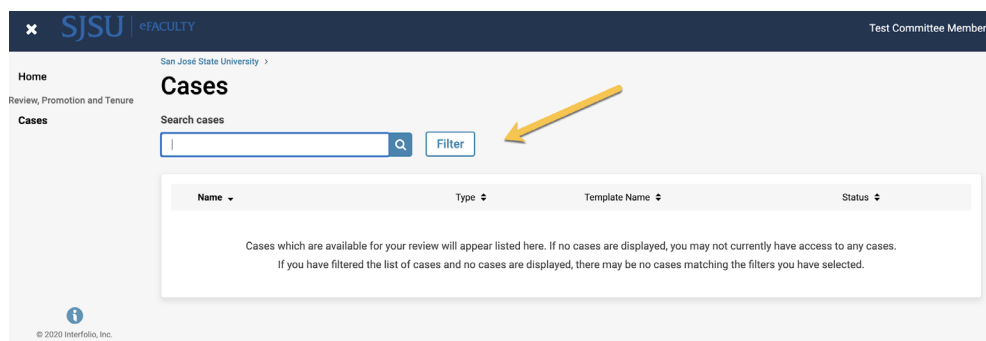 SJSU eFACULTY
Test Committee Member
San José State University >
Home
Cases
Review, Promotion and Tenure
Cases
Search cases
Filter
Name
Type
Template Name
Status
Cases which are available for your review will appear listed here. If no cases are displayed, you may not currently have access to any cases.
If you have filtered the list of cases and no cases are displayed, there may be no cases matching the filters you have selected.
© 2020 Interfolio, Inc.